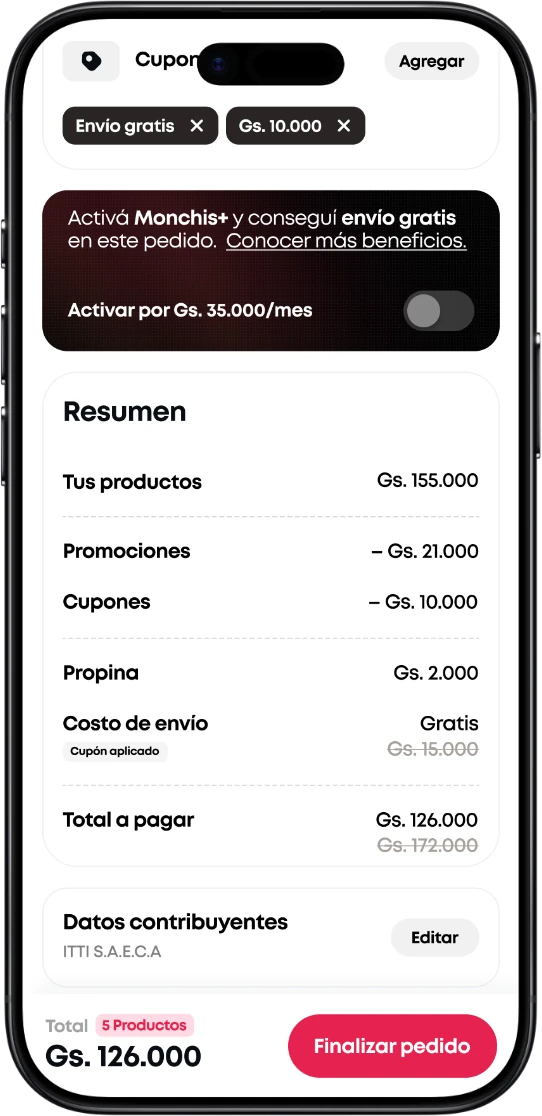 Agregar
Envío gratis ✕ Gs. 10.000 ✕
Activá Monchis+ y conseguí envío gratis
en este pedido. Conocer más beneficios.
Activar por Gs. 35.000/mes
Resumen
Tus productos Gs. 155.000
Promociones – Gs. 21.000
Cupones – Gs. 10.000
Propina Gs. 2.000
Costo de envío Gratis
Cupón aplicado Gs. 15.000
Total a pagar Gs. 126.000
Gs. 172.000
Datos contribuyentes
ITTI S.A.E.C.A
Editar
Total 5 Productos
Gs. 126.000
Finalizar pedido